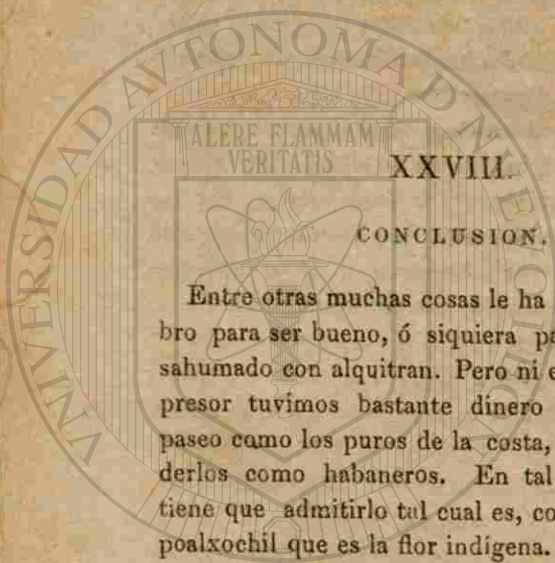 UNIVERSIDAD AVTONOMA D N
ALERE FLAMMAM
VERITATIS
XXVIII.
CONCLUSION.
Entre otras muchas cosas le ha
bro para ser bueno, ó siquiera
sahumado con alquitran. Pero ni
presor tuvimos bastante dinero
paseo como los puros de la costa,
derlos como habaneros. En tal
tiene que admitirlo tal cual es,
poalxochil que es la flor indígena.